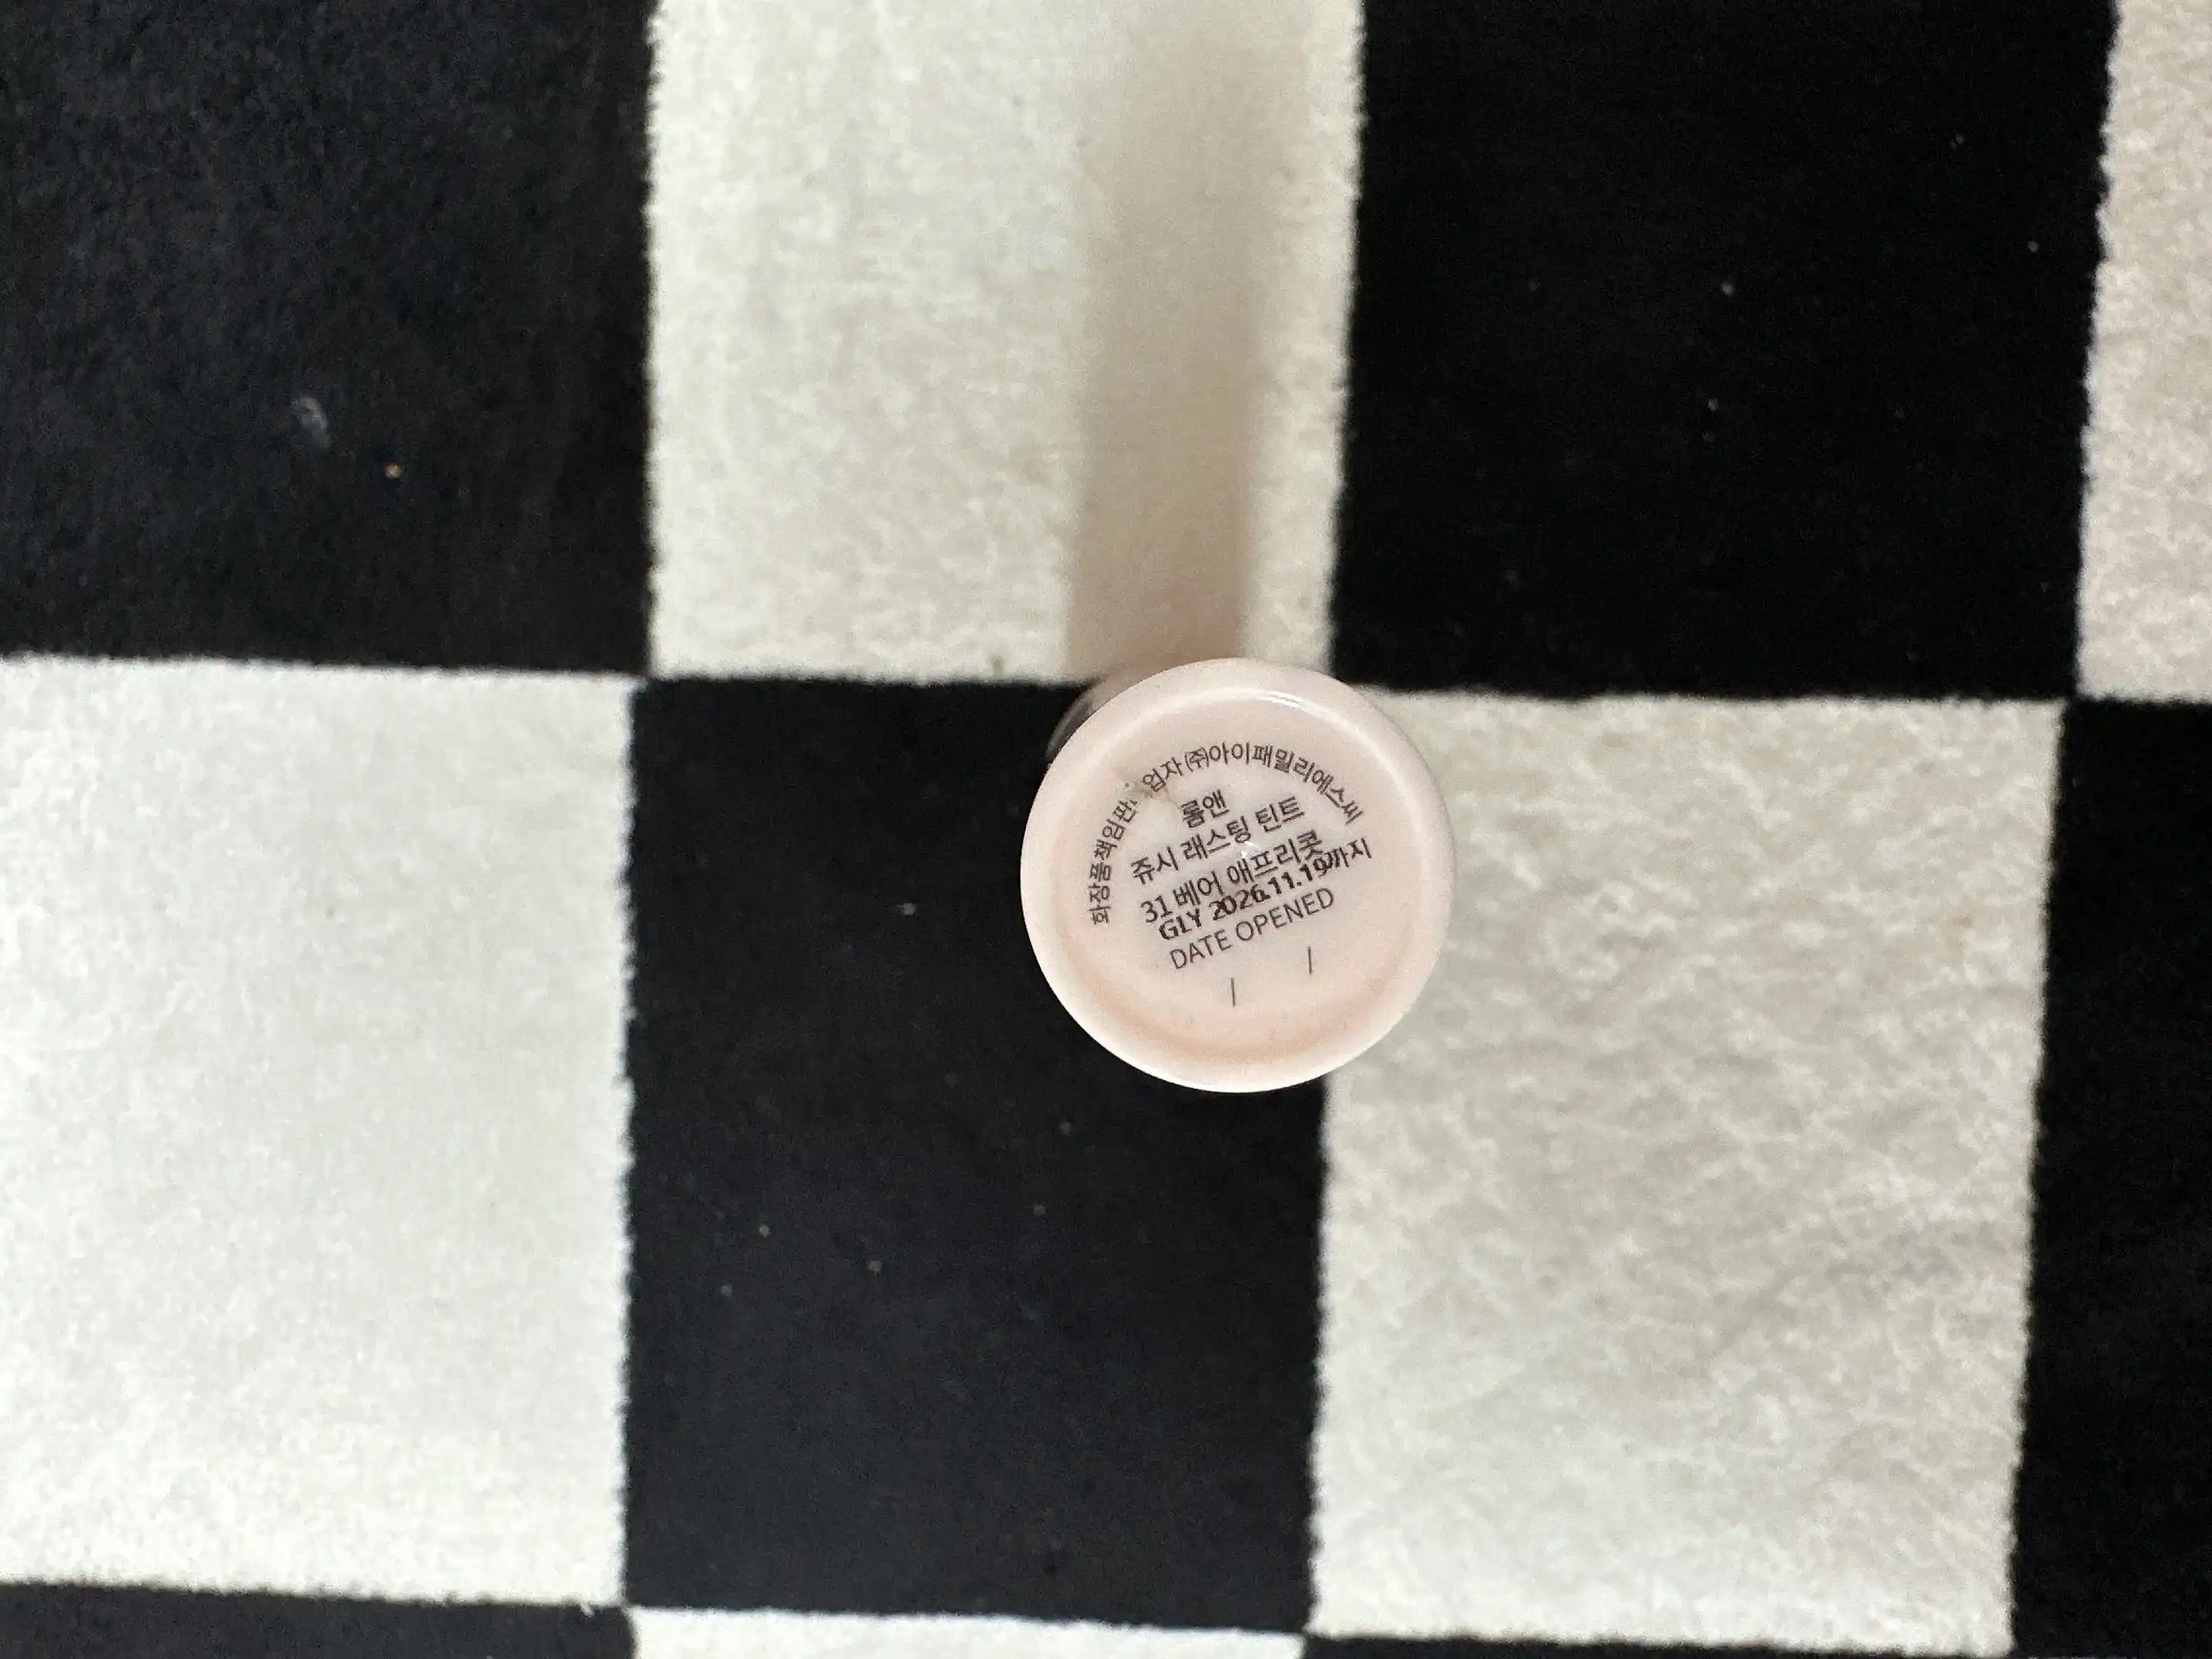 화장품책임판 업자 ㈜아이패밀리에스씨
롬앤
쥬시 래스팅 틴트
31 베어 애프리콧
GLY 2026.11.19까지
DATE OPENED
/ /